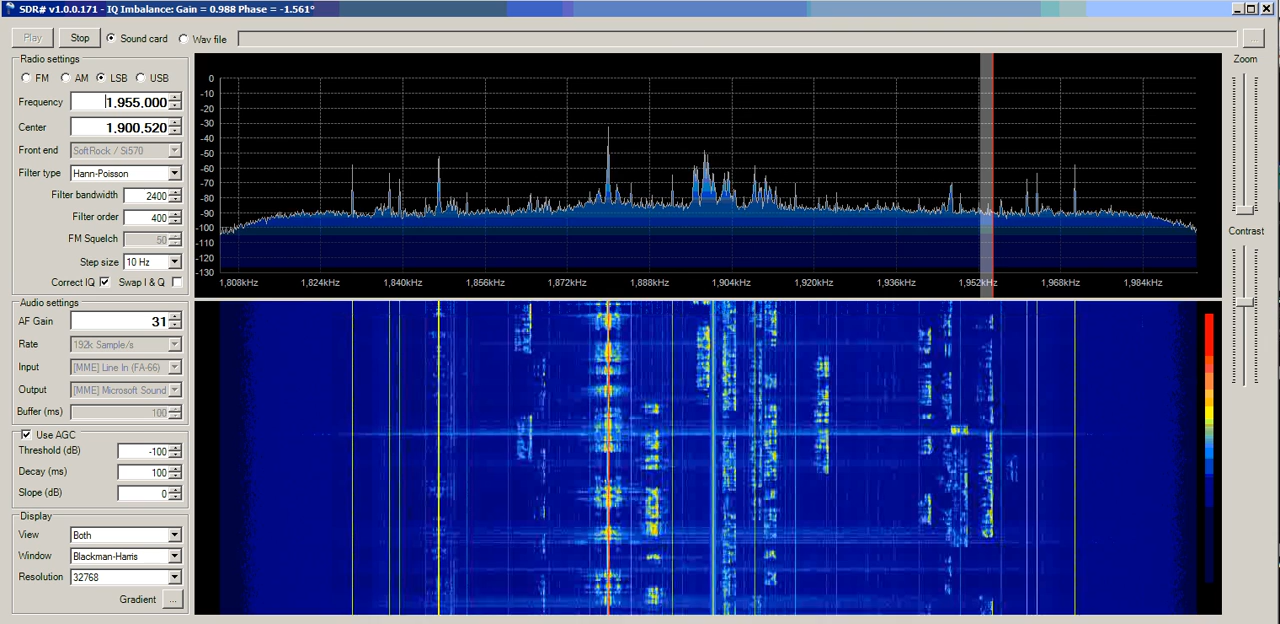 SDR# v1.0.0.171 - IQ Imbalance: Gain = 0.988 Phase = -1.561°
Play Stop Sound card Wav file ...
Radio settings
FM AM LSB USB
Frequency 1.955.000
Center 1.900.520
Front end SoftRock / Si570
Filter type Hann-Poisson
Filter bandwidth 2400
Filter order 400
FM Squelch 50
Step size 10 Hz
Correct IQ Swap I & Q
Audio settings
AF Gain 31
Rate 192k Sample/s
Input [MME] Line In (FA-66)
Output [MME] Microsoft Sound
Buffer (ms) 100
Use AGC
Threshold (dB) -100
Decay (ms) 100
Slope (dB) 0
Display
View Both
Window Blackman-Harris
Resolution 32768
Gradient ...
0
-10
-20
-30
-40
-50
-60
-70
-80
-90
-100
-110
-120
-130
1,808kHz 1,824kHz 1,840kHz 1,856kHz 1,872kHz 1,888kHz 1,904kHz 1,920kHz 1,936kHz 1,952kHz 1,968kHz 1,984kHz
Zoom
Contrast